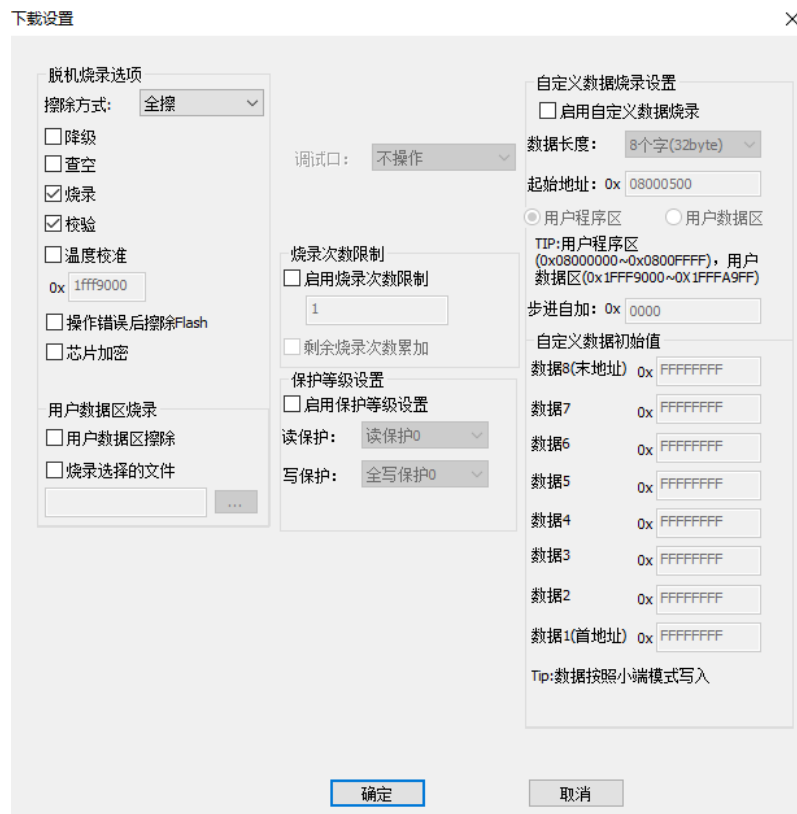 下载设置
脱机烧录选项
擦除方式: 全擦
降级
查空
烧录
校验
温度校准
0x 1fff9000
操作错误后擦除Flash
芯片加密
用户数据区烧录
用户数据区擦除
烧录选择的文件
...
调试口: 不操作
烧录次数限制
启用烧录次数限制
1
剩余烧录次数累加
保护等级设置
启用保护等级设置
读保护: 读保护0
写保护: 全写保护0
自定义数据烧录设置
启用自定义数据烧录
数据长度: 8个字(32byte)
起始地址: 0x 08000500
用户程序区 用户数据区
TIP:用户程序区
(0x08000000~0x0800FFFF), 用户
数据区(0x1FFF9000~0X1FFFA9FF)
步进自加: 0x 0000
自定义数据初始值
数据8(末地址) 0x FFFFFFFF
数据7 0x FFFFFFFF
数据6 0x FFFFFFFF
数据5 0x FFFFFFFF
数据4 0x FFFFFFFF
数据3 0x FFFFFFFF
数据2 0x FFFFFFFF
数据1(首地址) 0x FFFFFFFF
Tip:数据按照小端模式写入
确定 取消